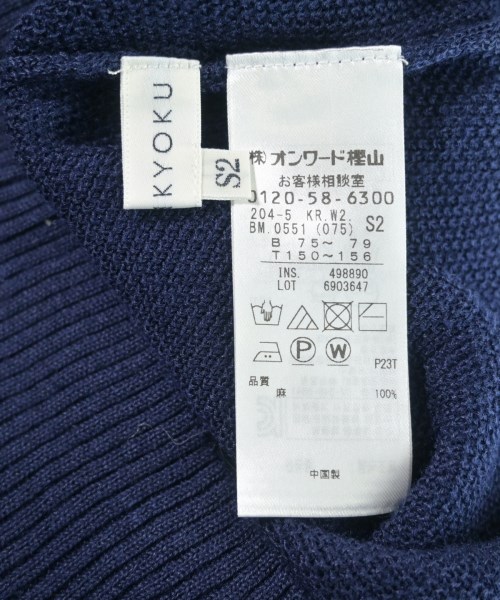 KYOKU
S2
㈱オンワード樫山
お客様相談室
0120-58-6300
204-5 KR.W2.
BM.0551 (075) S2
B 75～ 79
T150～156
INS. 498890
LOT 6903647
P W
P23T
品質
麻 100%
中国製